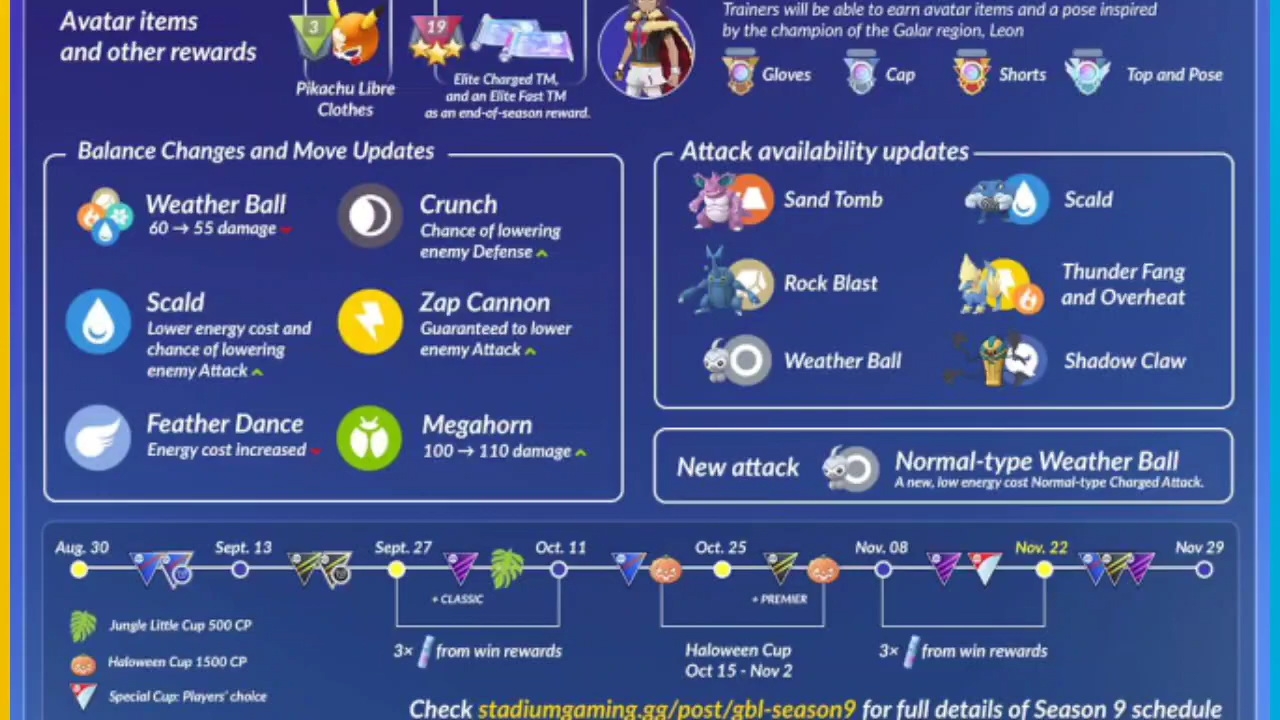 Avatar items
and other rewards
3
Pikachu Libre
Clothes
19
Elite Charged TM,
and an Elite Fast TM
as an end-of-season reward.
Trainers will be able to earn avatar items and a pose inspired
by the champion of the Galar region, Leon
Gloves
Cap
Shorts
Top and Pose
Balance Changes and Move Updates
Weather Ball
60 → 55 damage
Crunch
Chance of lowering
enemy Defense
Scald
Lower energy cost and
chance of lowering
enemy Attack
Zap Cannon
Guaranteed to lower
enemy Attack
Feather Dance
Energy cost increased
Megahorn
100 → 110 damage
Attack availability updates
Sand Tomb
Scald
Rock Blast
Thunder Fang
and Overheat
Weather Ball
Shadow Claw
New attack
Normal-type Weather Ball
A new, low energy cost Normal-type Charged Attack.
Aug. 30
Sept. 13
Sept. 27
Oct. 11
Oct. 25
Nov. 08
Nov. 22
Nov 29
+ CLASSIC
+ PREMIER
Jungle Little Cup 500 CP
Haloween Cup 1500 CP
Special Cup: Players' choice
3× from win rewards
Haloween Cup
Oct 15 - Nov 2
3× from win rewards
Check stadiumgaming.gg/post/gbl-season9 for full details of Season 9 schedule